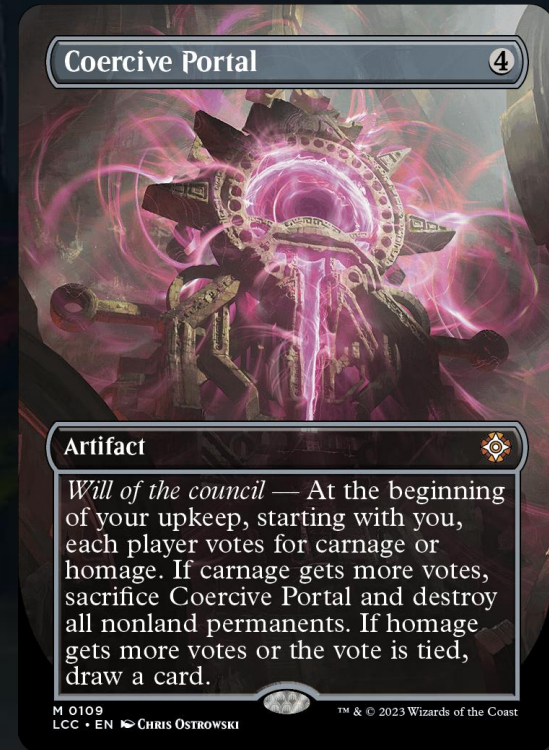 Coercive Portal 4
Artifact
Will of the council — At the beginning
of your upkeep, starting with you,
each player votes for carnage or
homage. If carnage gets more votes,
sacrifice Coercive Portal and destroy
all nonland permanents. If homage
gets more votes or the vote is tied,
draw a card.
M 0109
LCC • EN Chris Ostrowski
™ & © 2023 Wizards of the Coast